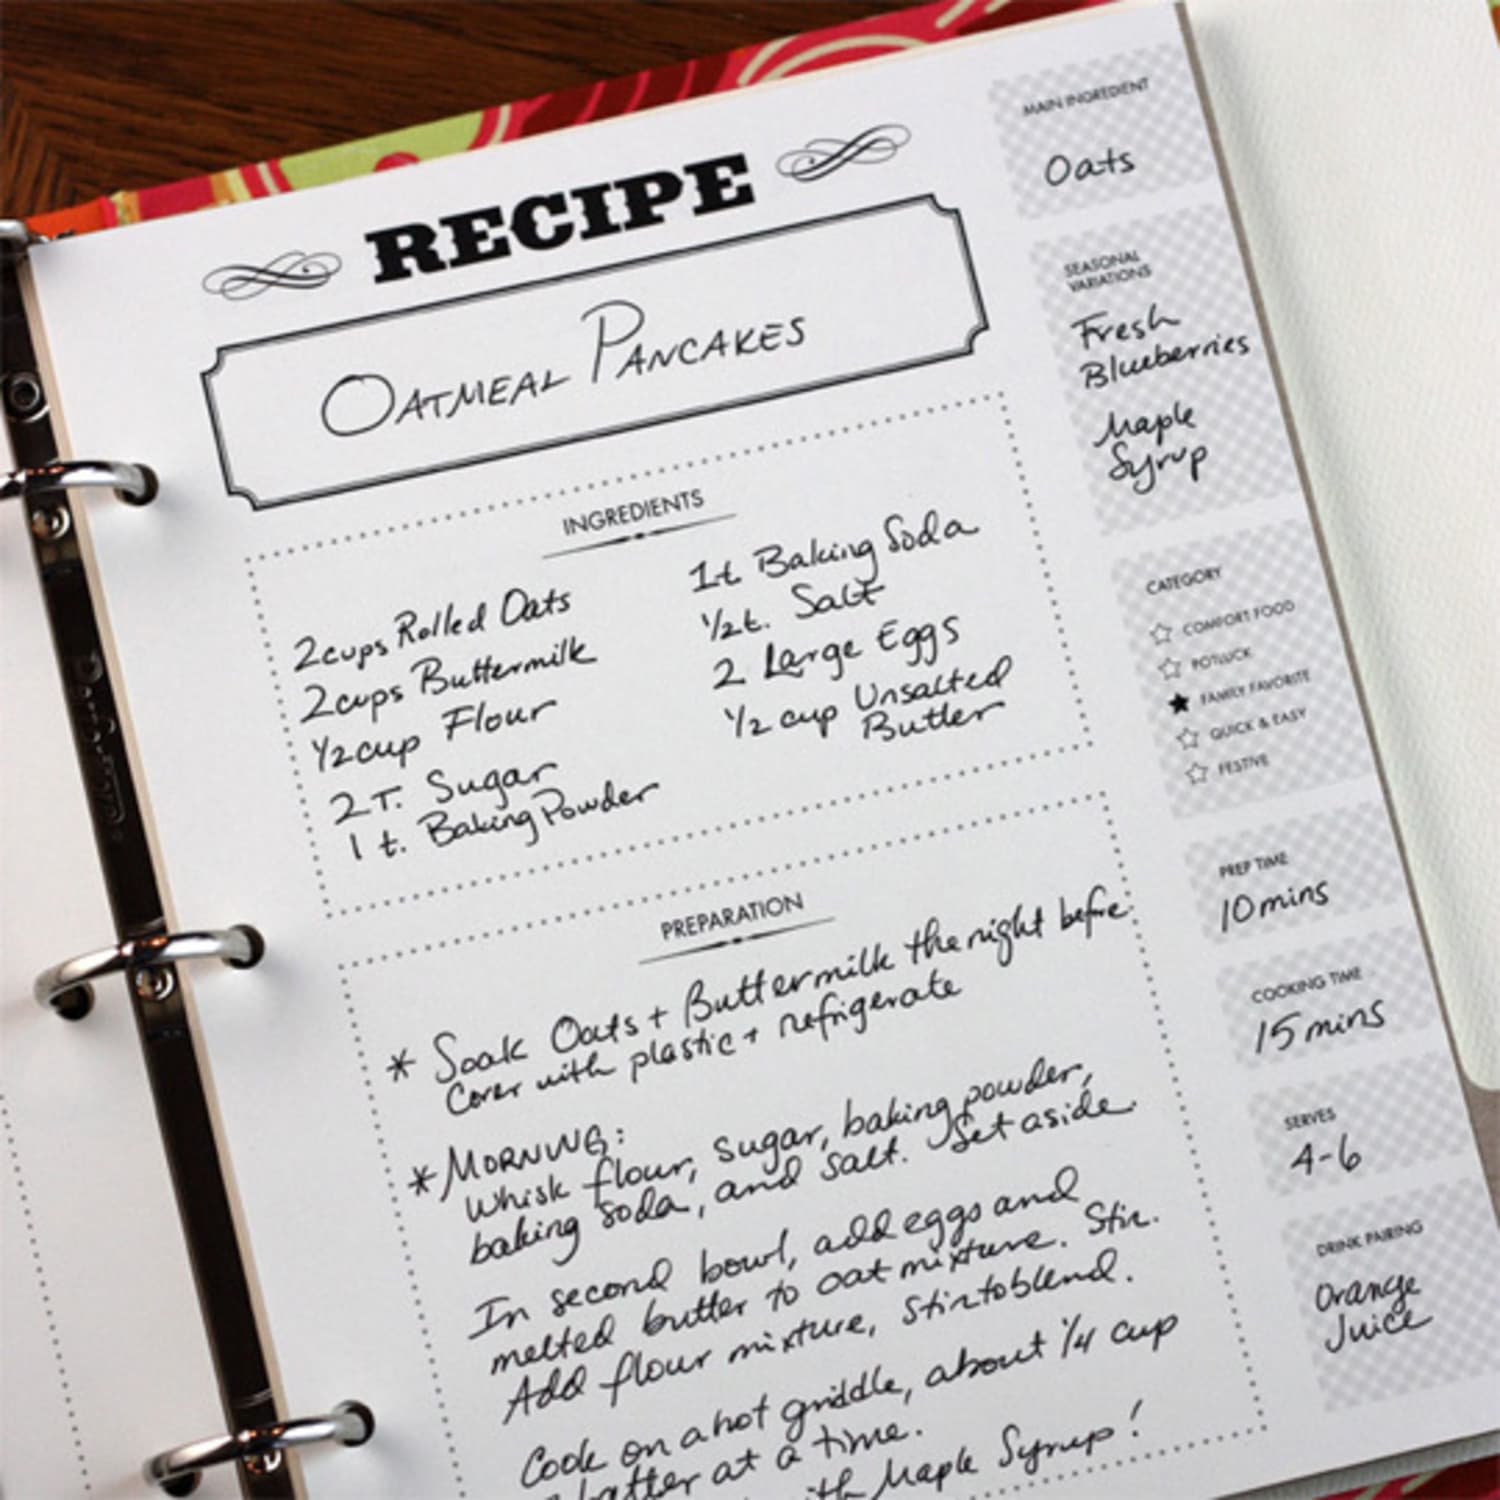 RECIPE
OATMEAL PANCAKES
INGREDIENTS
2cups Rolled Oats
2cups Buttermilk
1/2cup Flour
2 T. Sugar
1 t. Baking Powder
1t. Baking Soda
1/2t. Salt
2 Large Eggs
1/2 cup Unsalted
Butter
PREPARATION
* Soak Oats + Buttermilk the night before.
Cover with plastic + refrigerate
* MORNING:
Whisk flour, sugar, baking powder,
baking soda, and salt. Set aside.
In second bowl, add eggs and
melted butter to oat mixture. Stir.
Add flour mixture, stir to blend.
Cook on a hot griddle, about 1/4 cup
batter at a time.
with Maple Syrup!
MAIN INGREDIENT
Oats
SEASONAL
VARIATIONS
Fresh
Blueberries
Maple
Syrup
CATEGORY
☆ COMFORT FOOD
☆ POTLUCK
★ FAMILY FAVORITE
☆ QUICK & EASY
☆ FESTIVE
PREP TIME
10 mins
COOKING TIME
15 mins
SERVES
4-6
DRINK PAIRING
Orange
Juice